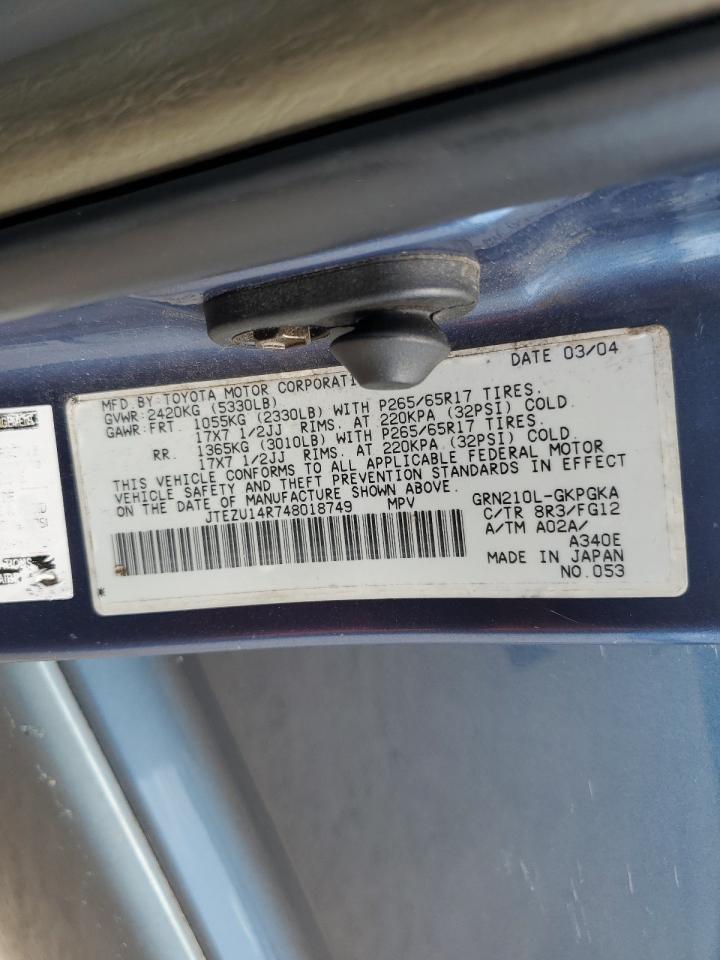 DATE 03/04
MFD BY: TOYOTA MOTOR CORPORATI
GVWR: 2420KG (5330LB)
GAWR: FRT. 1055KG (2330LB) WITH P265/65R17 TIRES.
17X7 1/2JJ RIMS. AT 220KPA (32PSI) COLD.
RR. 1365KG (3010LB) WITH P265/65R17 TIRES.
17X7 1/2JJ RIMS. AT 220KPA (32PSI) COLD.
THIS VEHICLE CONFORMS TO ALL APPLICABLE FEDERAL MOTOR
VEHICLE SAFETY AND THEFT PREVENTION STANDARDS IN EFFECT
ON THE DATE OF MANUFACTURE SHOWN ABOVE.
JTEZU14R748018749 MPV
GRN210L-GKPGKA
C/TR 8R3/FG12
A/TM A02A/
A340E
MADE IN JAPAN
NO.053